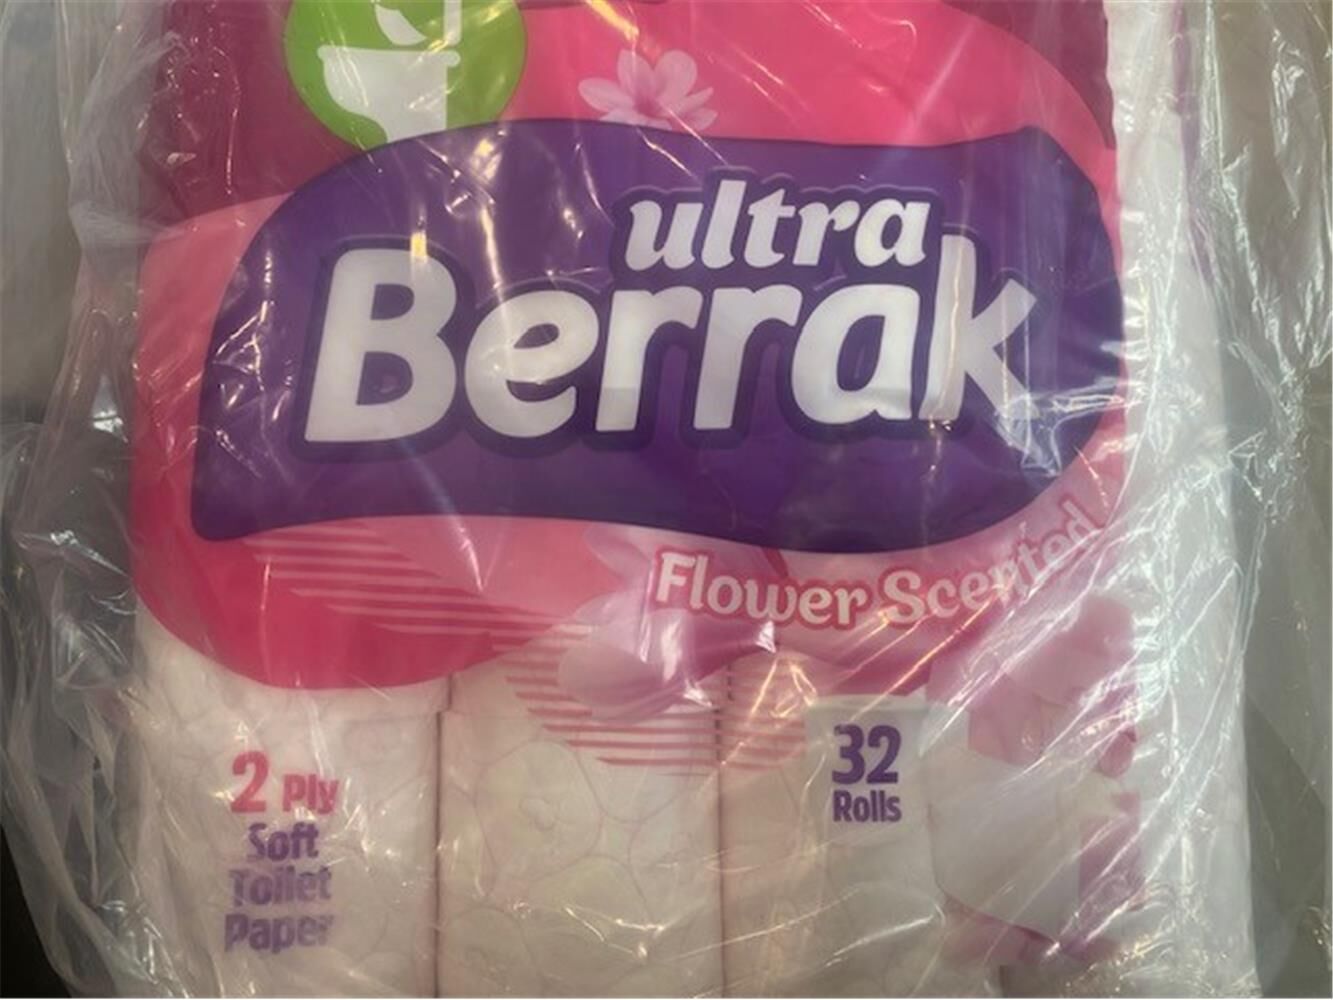 ultra
Berrak
Flower Scented
32
Rolls
2 Ply
Soft
Toilet
Paper